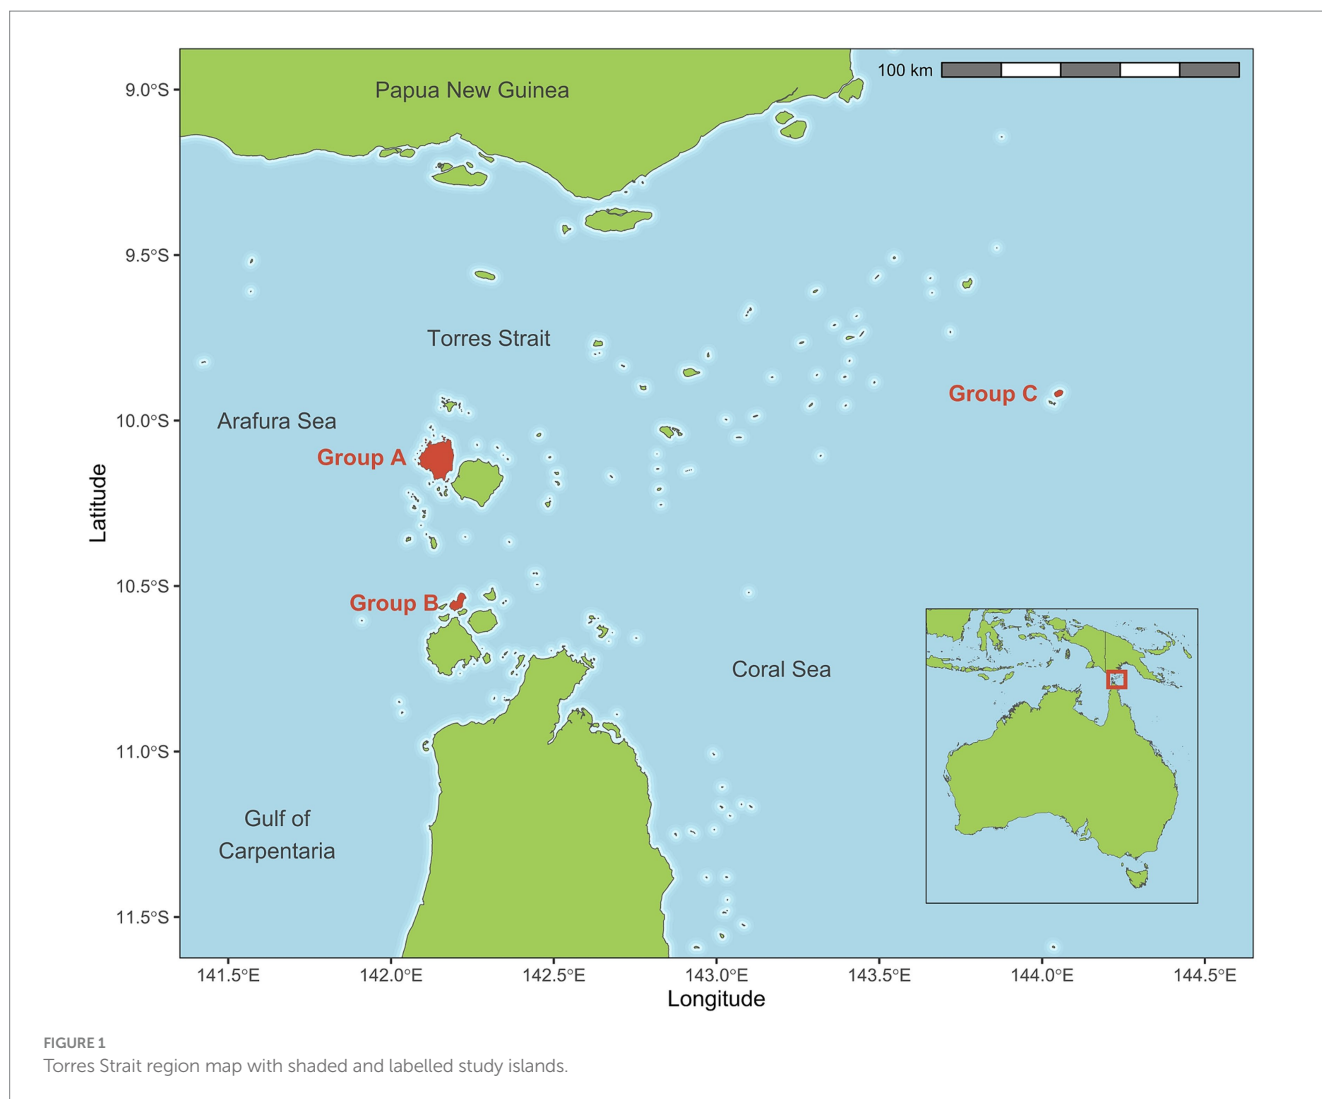 100 km
Papua New Guinea
9.0°S
9.5°S
Torres Strait
Group C
Arafura Sea
10.0°S
Group A
Latitude
10.5°S
Group B
Coral Sea
11.0°S
Gulf of
Carpentaria
11.5°S
141.5°E 142.0°E 142.5°E 143.0°E 143.5°E 144.0°E 144.5°E
Longitude
FIGURE 1
Torres Strait region map with shaded and labelled study islands.